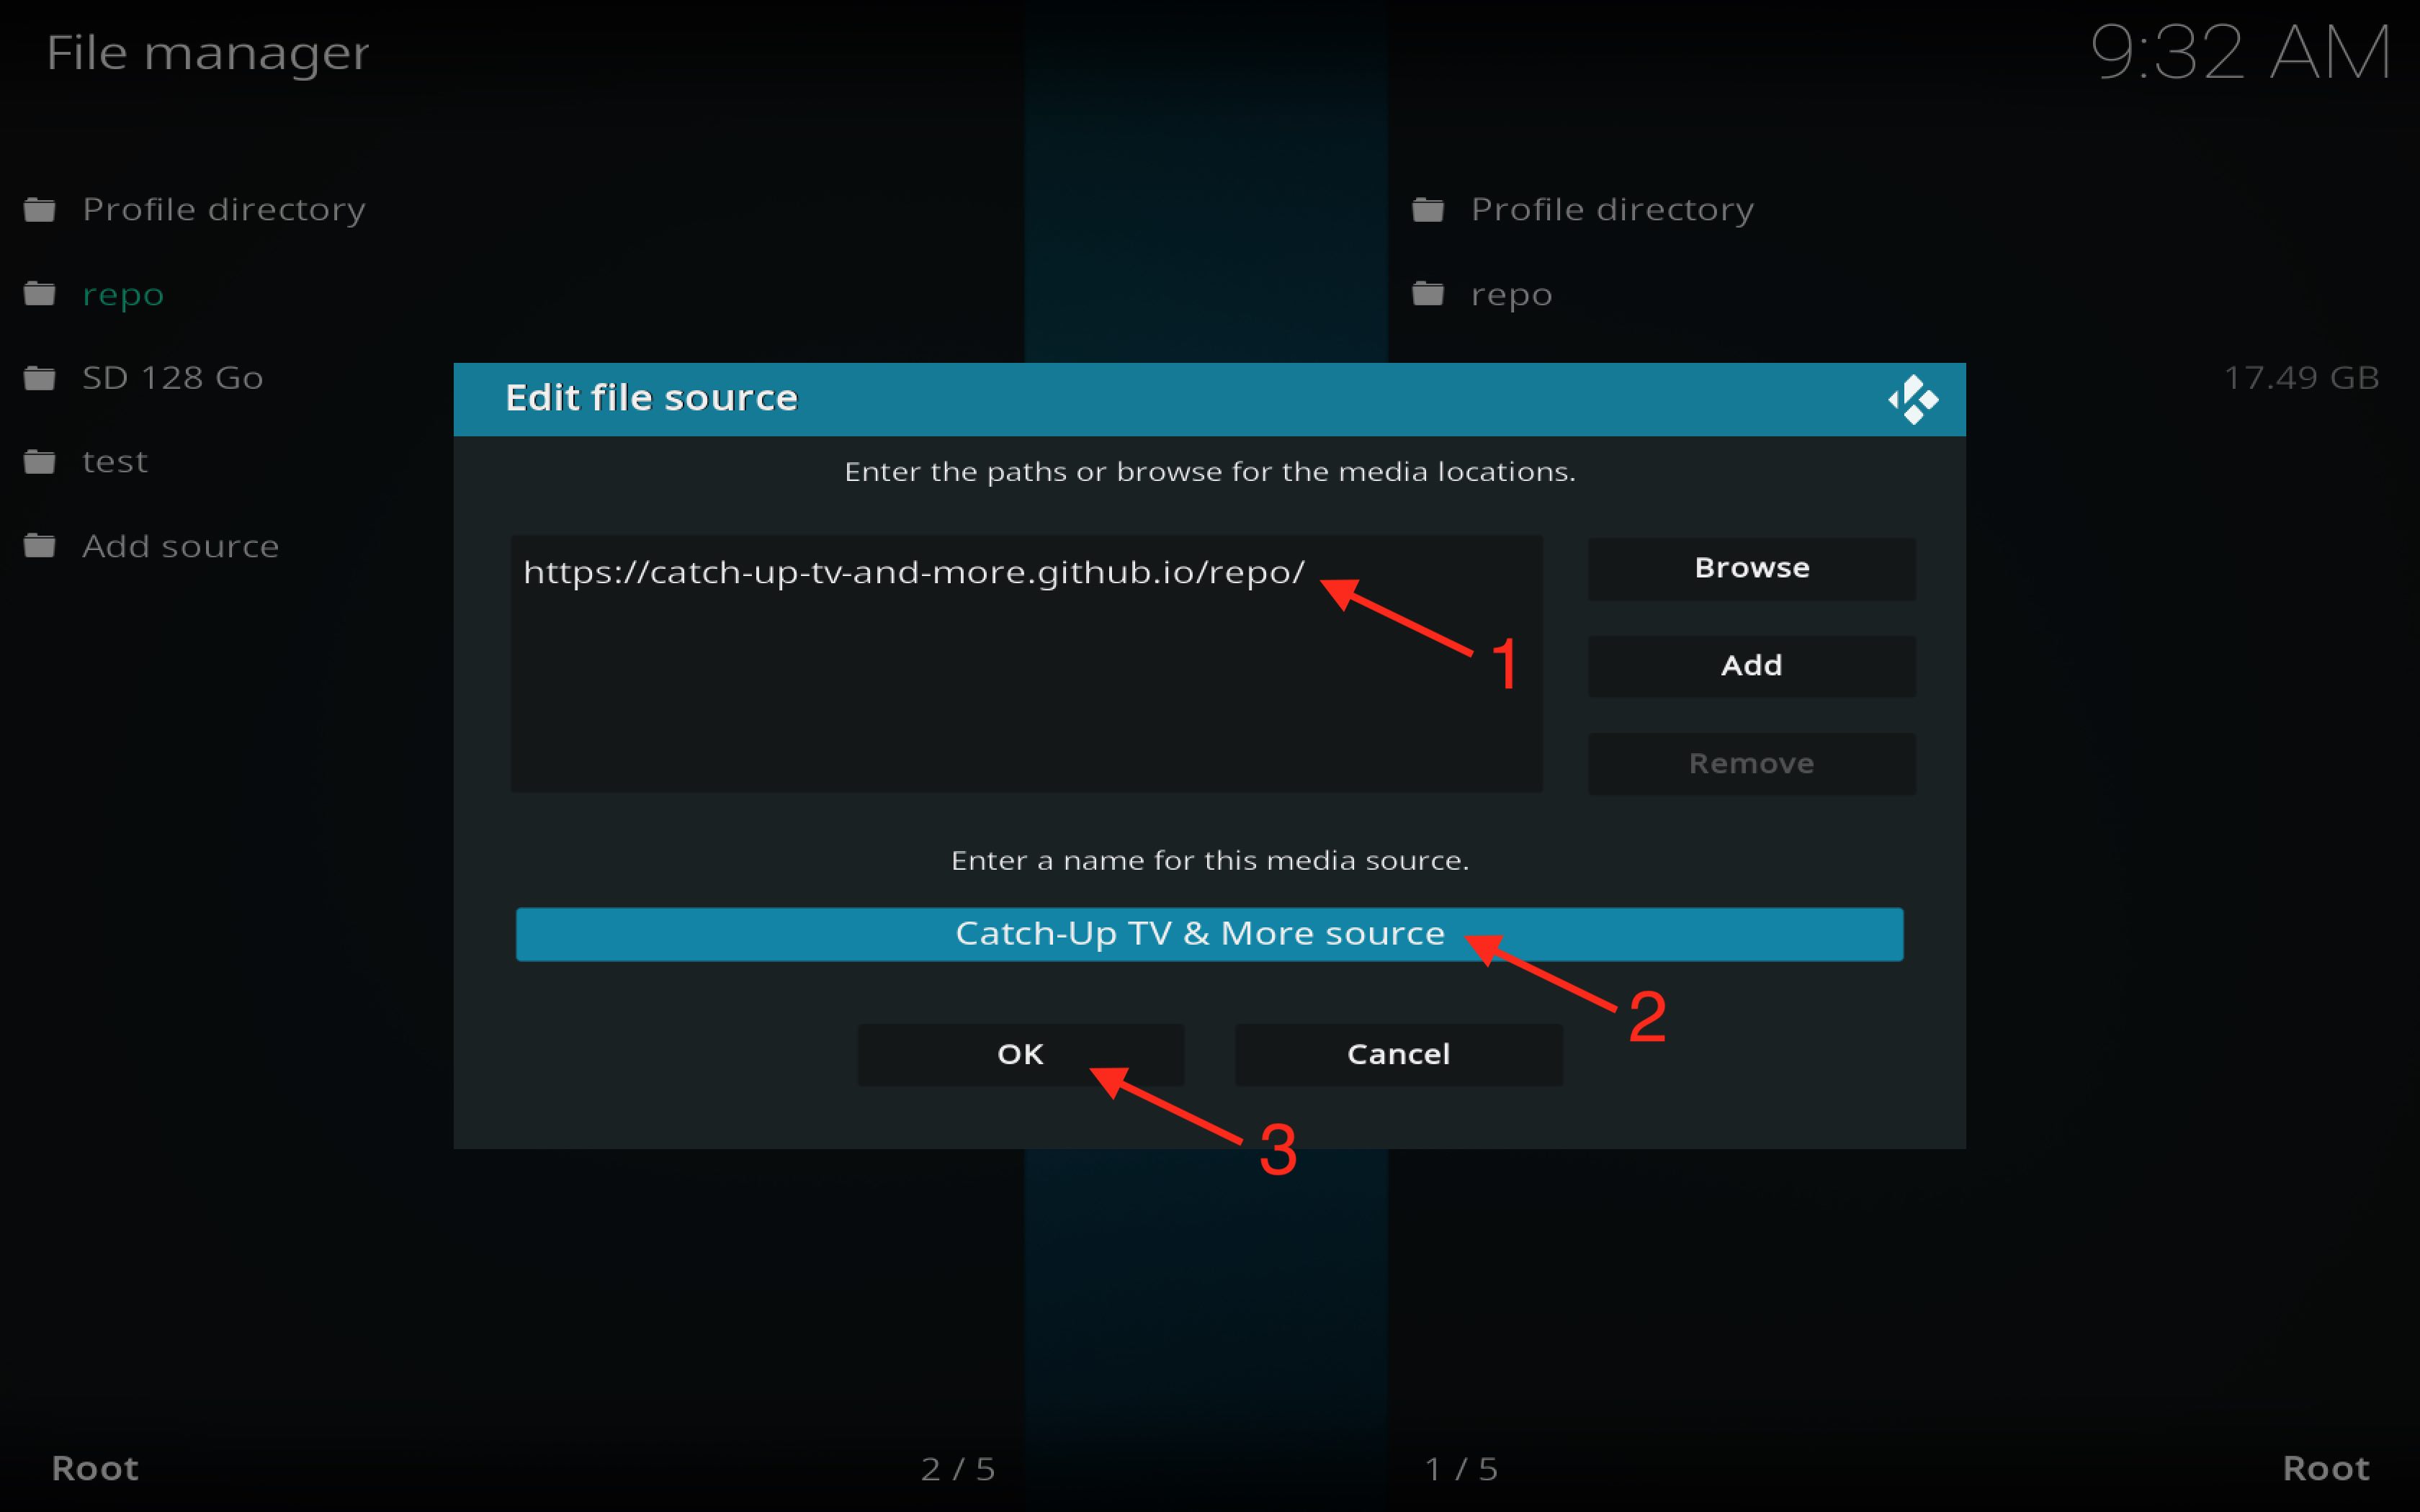 File manager
9:32 AM
Profile directory
repo
SD 128 Go
test
Add source
Profile directory
repo
17.49 GB
Edit file source
Enter the paths or browse for the media locations.
https://catch-up-tv-and-more.github.io/repo/
Browse
Add
Remove
1
Enter a name for this media source.
Catch-Up TV & More source
2
OK
Cancel
3
Root
2 / 5
1 / 5
Root